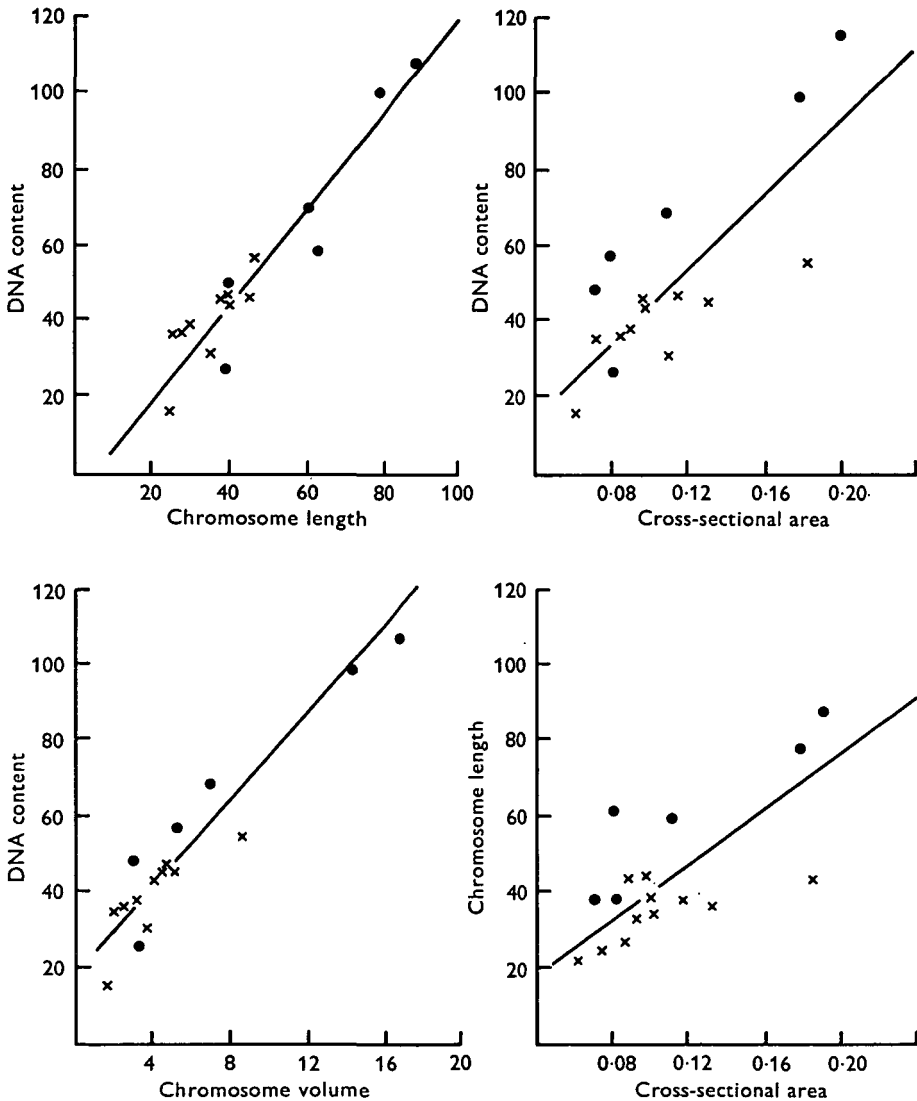 120
100
80
60
40
20
DNA content
20 40 60 80 100
Chromosome length
120
100
80
60
40
20
DNA content
0·08 0·12 0·16 0·20
Cross-sectional area
120
100
80
60
40
20
DNA content
4 8 12 16 20
Chromosome volume
120
100
80
60
40
20
Chromosome length
0·08 0·12 0·16 0·20
Cross-sectional area